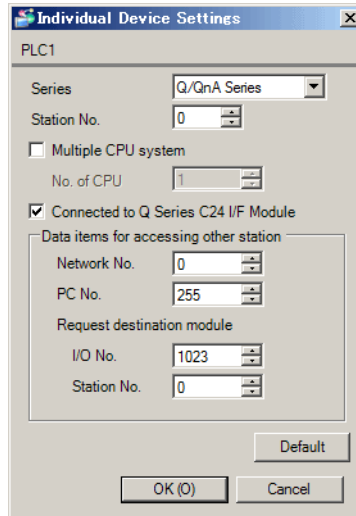 Individual Device Settings
PLC1
Series Q/QnA Series
Station No. 0
Multiple CPU system
No. of CPU 1
Connected to Q Series C24 I/F Module
Data items for accessing other station
Network No. 0
PC No. 255
Request destination module
I/O No. 1023
Station No. 0
Default
OK (O) Cancel